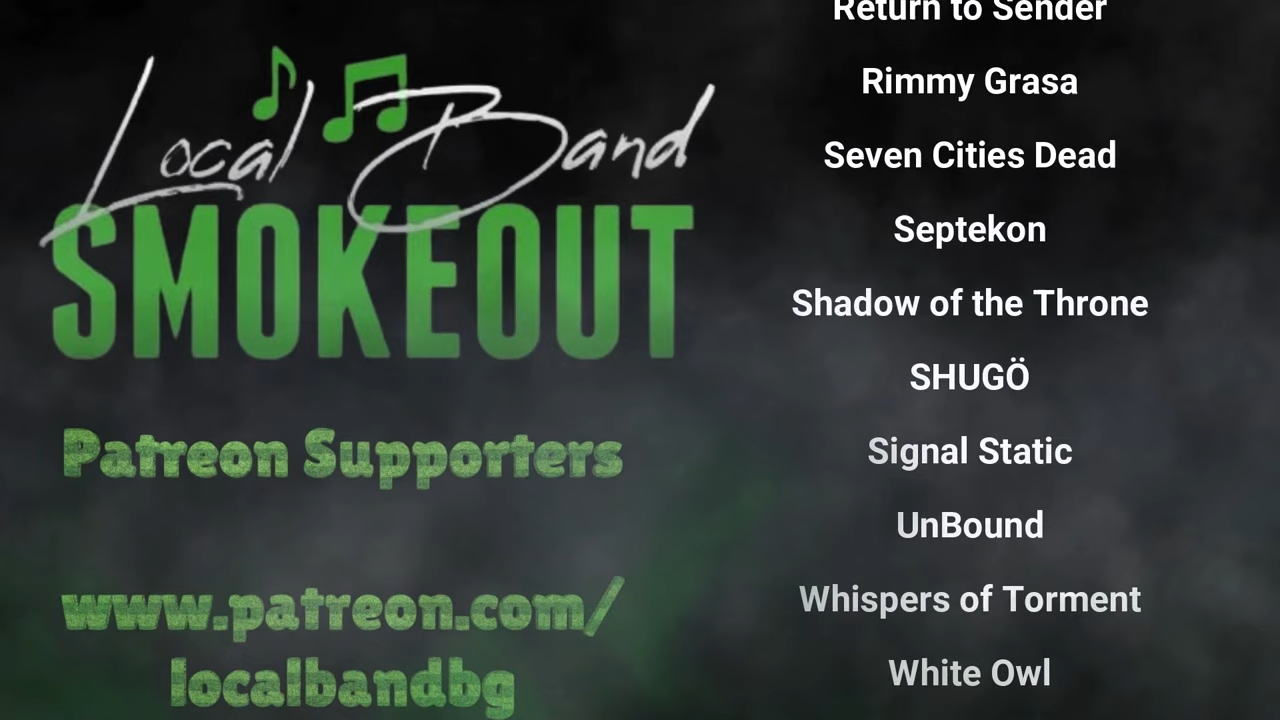 Local Band
SMOKEOUT
Patreon Supporters
www.patreon.com/
localbandbg
Return to Sender
Rimmy Grasa
Seven Cities Dead
Septekon
Shadow of the Throne
SHUGÖ
Signal Static
UnBound
Whispers of Torment
White Owl